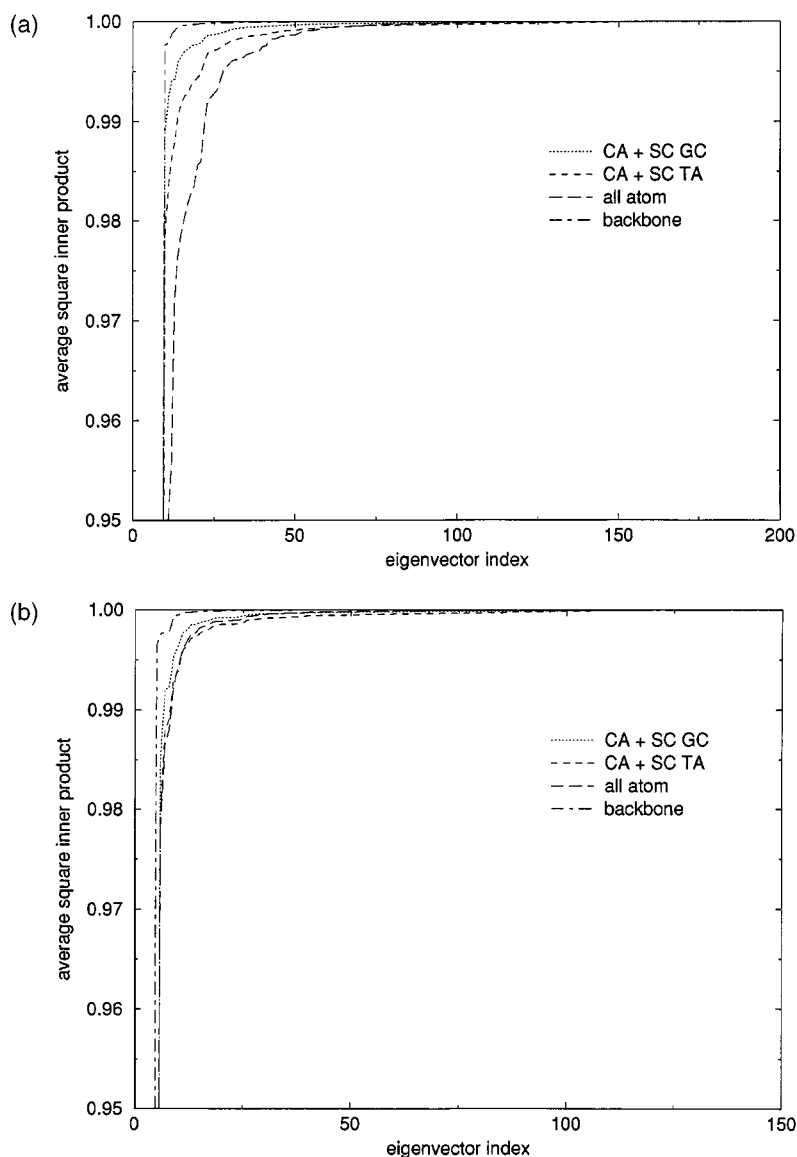 (a)
1.00
0.99
0.98
0.97
0.96
0.95
average square inner product
CA + SC GC
CA + SC TA
all atom
backbone
0
50
100
150
200
eigenvector index
(b)
1.00
0.99
0.98
0.97
0.96
0.95
average square inner product
CA + SC GC
CA + SC TA
all atom
backbone
0
50
100
150
eigenvector index